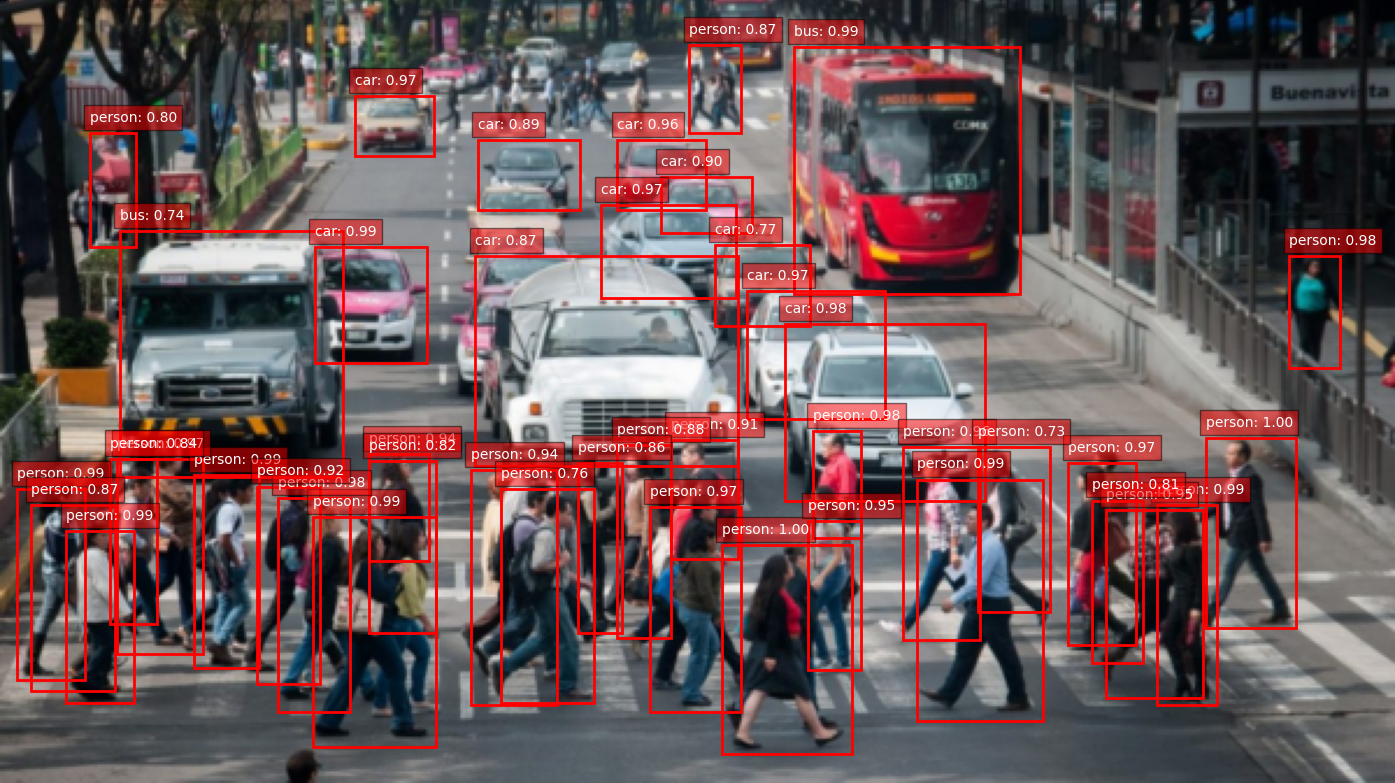 person: 0.87
bus: 0.99
car: 0.97
Buenavista
INDIOS V
person: 0.80
car: 0.89
car: 0.96
CDMX
car: 0.90
136
car: 0.97
bus: 0.74
car: 0.99
car: 0.87
car: 0.77
person: 0.98
car: 0.97
car: 0.98
person: 0.98
person: 1.00
person: 0.88
0.91
person: 0.73
person: 0.84
person: 0.94
person: 0.82
person: 0.86
person: 0.97
person: 0.94
person: 0.99
person: 0.99
person: 0.92
person: 0.99
person: 0.76
person: 0.98
person: 0.87
person: 0.97
person: 0.81
0.99
person: 0.95
person: 0.99
person: 0.95
person: 0.99
person: 1.00